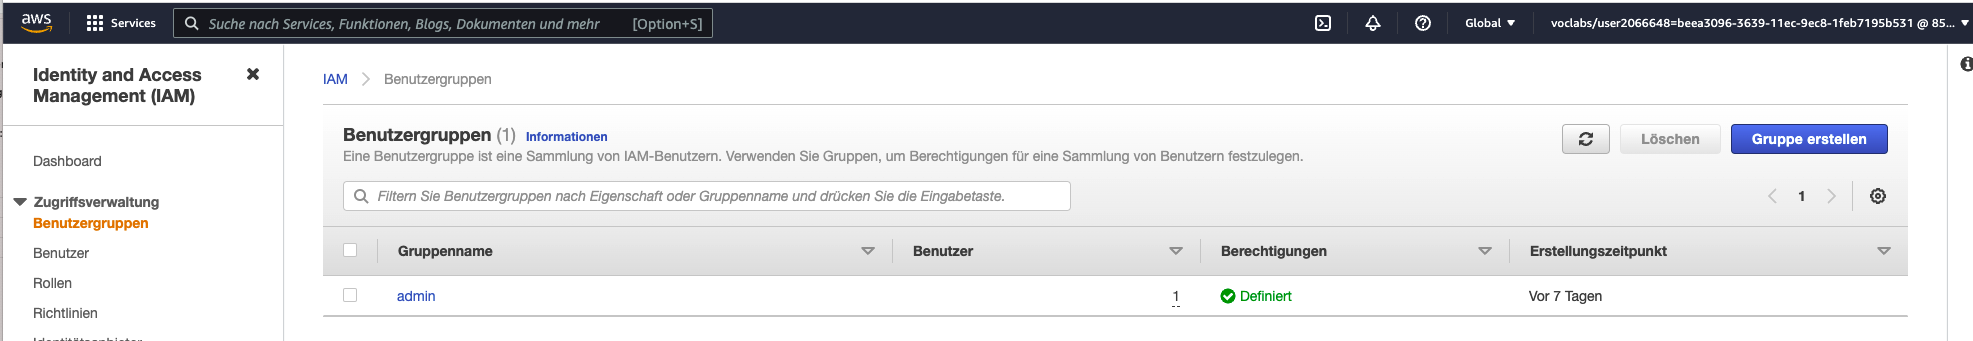 aws
Services
Suche nach Services, Funktionen, Blogs, Dokumenten und mehr [Option+S]
Global
voclabs/user2066648=beea3096-3639-11ec-9ec8-1feb7195b531 @ 85...
Identity and Access
Management (IAM)
Dashboard
Zugriffsverwaltung
Benutzergruppen
Benutzer
Rollen
Richtlinien
Identitätsanbieter
IAM
Benutzergruppen
Benutzergruppen (1) Informationen
Eine Benutzergruppe ist eine Sammlung von IAM-Benutzern. Verwenden Sie Gruppen, um Berechtigungen für eine Sammlung von Benutzern festzulegen.
Löschen
Gruppe erstellen
Filtern Sie Benutzergruppen nach Eigenschaft oder Gruppenname und drücken Sie die Eingabetaste.
1
Gruppenname Benutzer Berechtigungen Erstellungszeitpunkt
admin 1 Definiert Vor 7 Tagen